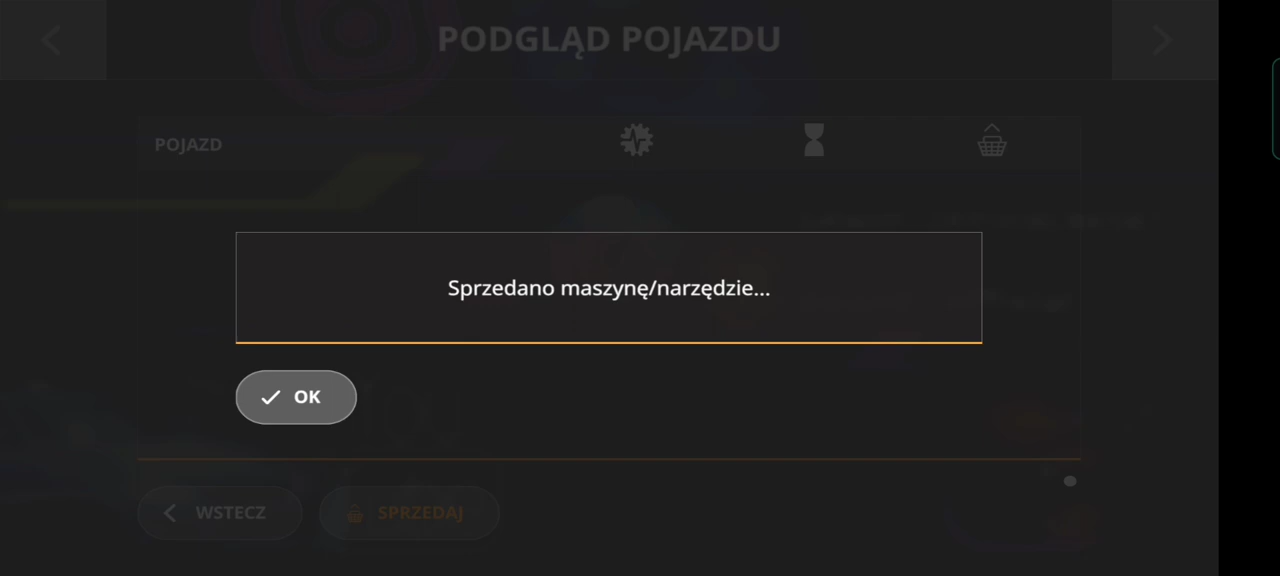 PODGLĄD POJAZDU
POJAZD
Sprzedano maszynę/narzędzie...
OK
WSTECZ
SPRZEDAJ